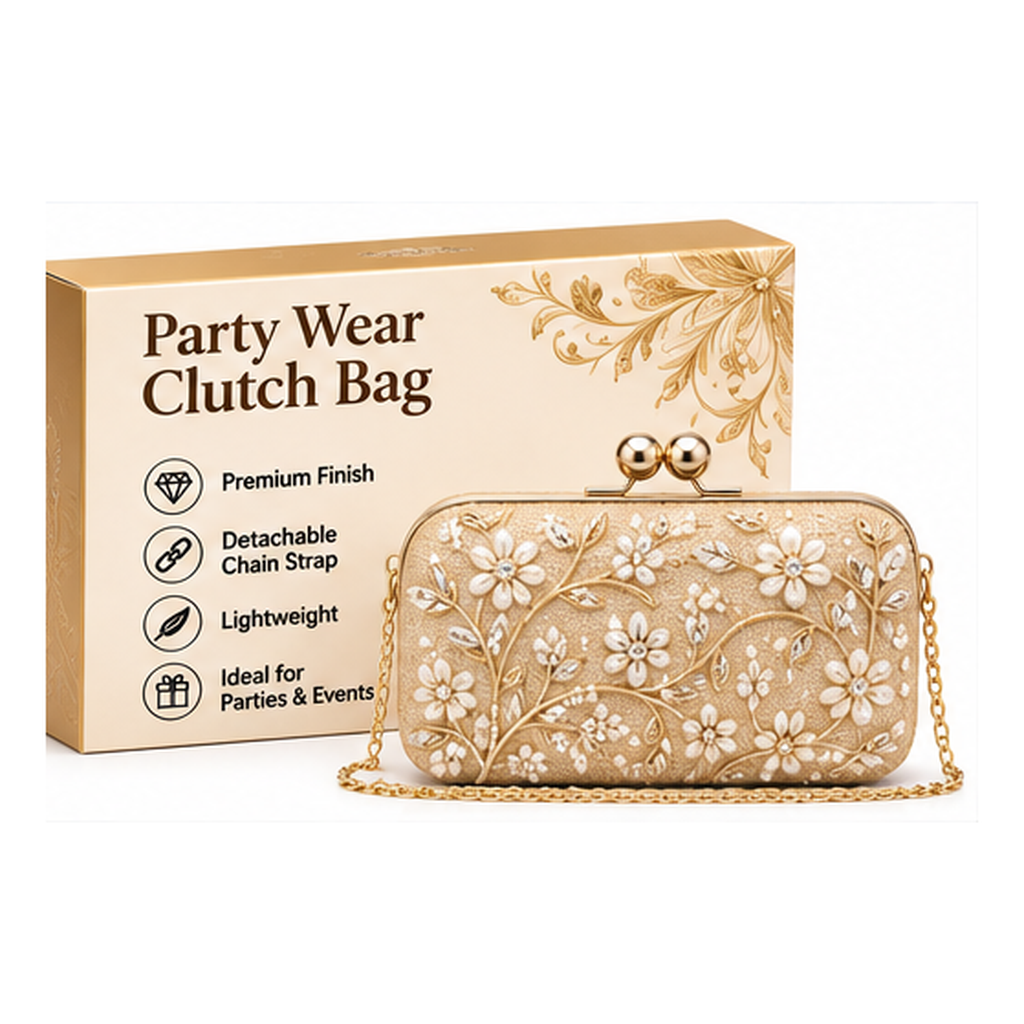 Party Wear
Clutch Bag
Premium Finish
Detachable
Chain Strap
Lightweight
Ideal for
Parties & Events